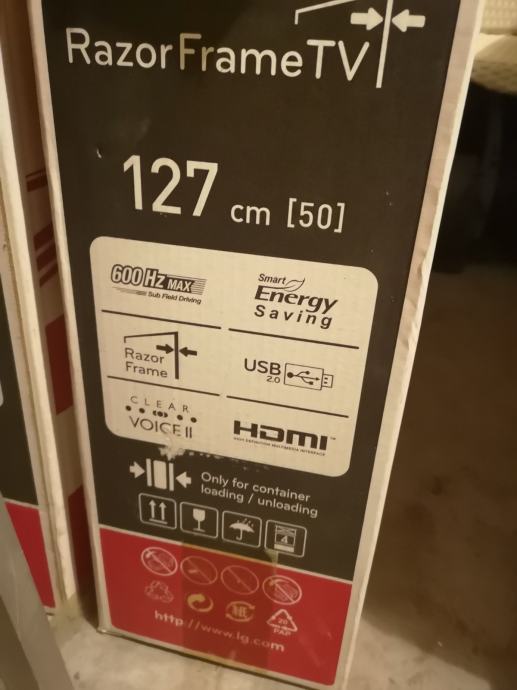 RazorFrameTV
127 cm [50]
600Hz MAX
Sub Field Driving
Smart
Energy
Saving
Razor
Frame
USB
2.0
CLEAR
VOICE II
HDMI™
HIGH DEFINITION MULTIMEDIA INTERFACE
Only for container
loading / unloading
4
20
PAP
http://www.lg.com